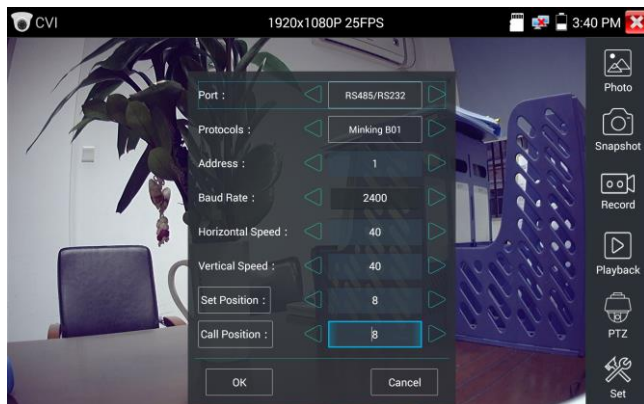 CVI 1920x1080P 25FPS 3:40 PM
Port : RS485/RS232
Protocols : Minking B01
Address : 1
Baud Rate : 2400
Horizontal Speed : 40
Vertical Speed : 40
Set Position : 8
Call Position : 8
OK Cancel
Photo
Snapshot
Record
Playback
PTZ
Set